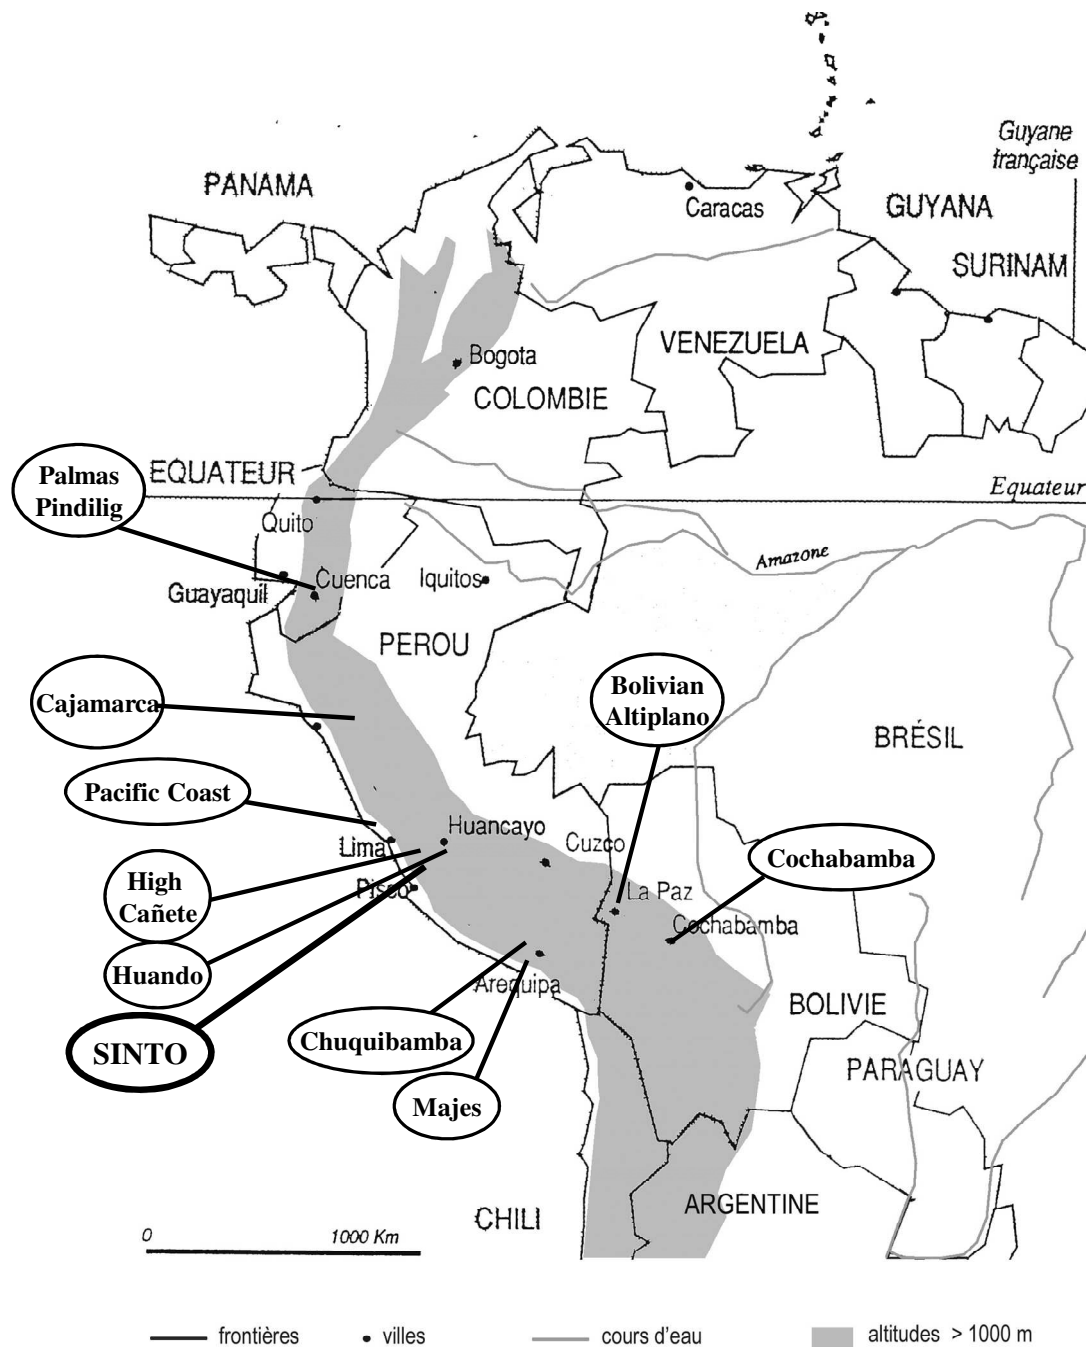 Guyane
française
PANAMA
Caracas
GUYANA
SURINAM
VENEZUELA
Bogota
COLOMBIE
Palmas
Pindilig
EQUATEUR
Equateur
Quito
Amazone
Cuenca
Iquitos
Guayaquil
PEROU
Bolivian
Altiplano
Cajamarca
BRÉSIL
Pacific Coast
Huancayo
Lima
Cuzco
Cochabamba
High
Cañete
Pisco
La Paz
Cochabamba
Huando
Arequipa
BOLIVIE
SINTO
Chuquibamba
PARAGUAY
Majes
CHILI
ARGENTINE
0 1000 Km
frontières villes cours d'eau altitudes > 1000 m